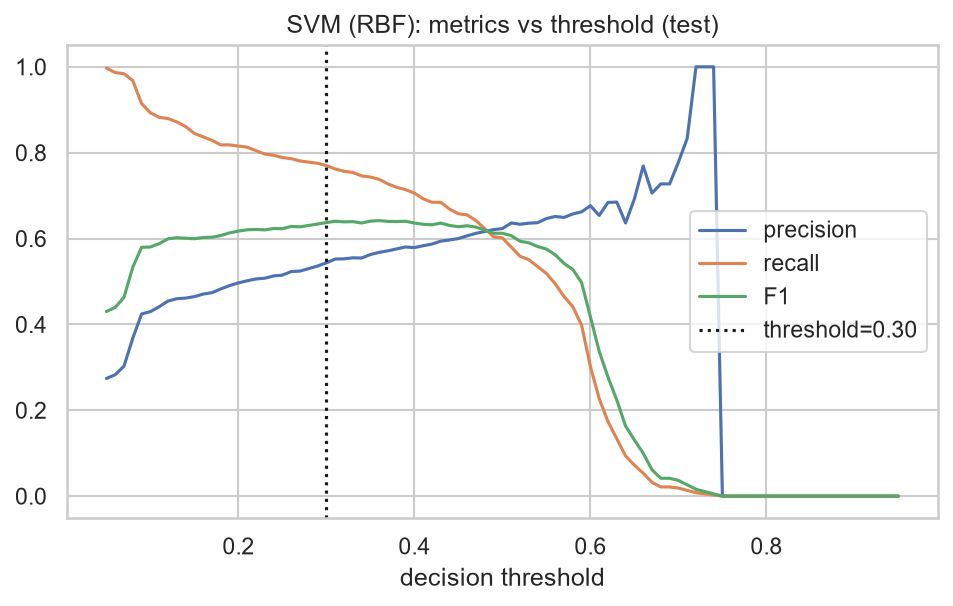 SVM (RBF): metrics vs threshold (test)
1.0
0.8
0.6
0.4
0.2
0.0
precision
recall
F1
threshold=0.30
0.2
0.4
0.6
0.8
decision threshold